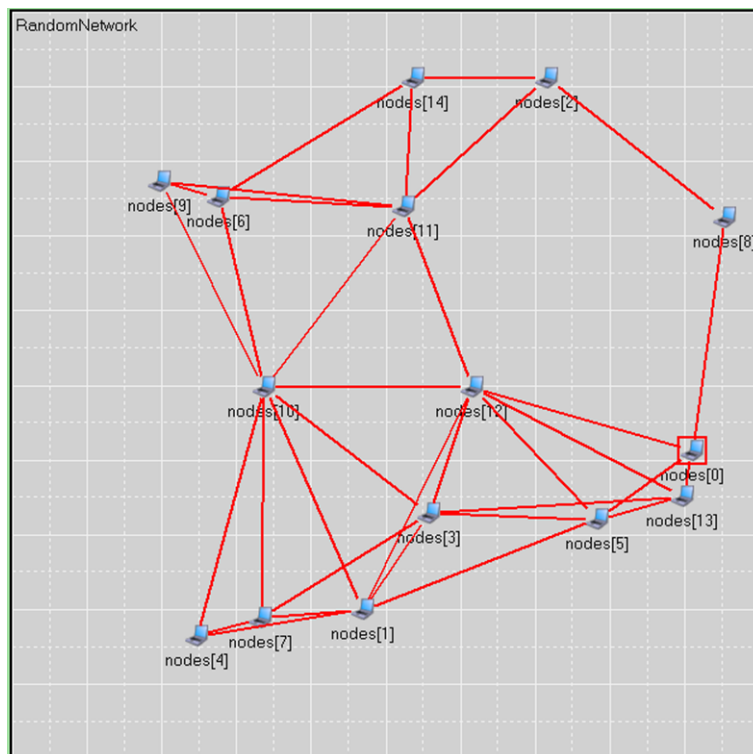 RandomNetwork
nodes[14]
nodes[2]
nodes[9]
nodes[6]
nodes[11]
nodes[8]
nodes[10]
nodes[12]
nodes[0]
nodes[13]
nodes[3]
nodes[5]
nodes[7]
nodes[1]
nodes[4]